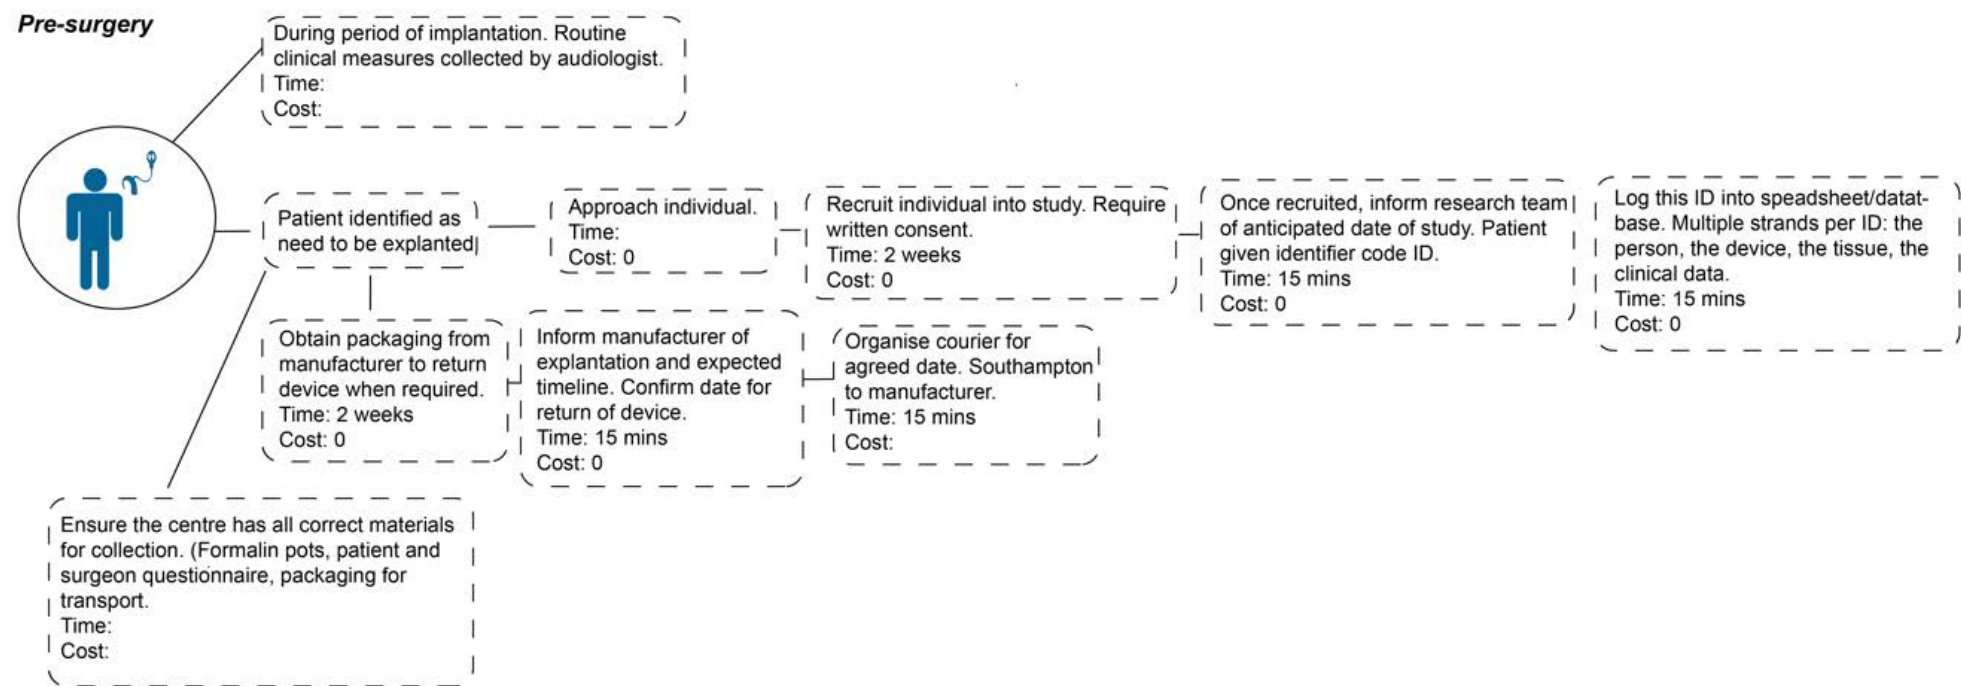 Pre-surgery
During period of implantation. Routine
clinical measures collected by audiologist.
Time:
Cost:
Patient identified as
need to be explanted
Approach individual.
Time:
Cost: 0
Recruit individual into study. Require
written consent.
Time: 2 weeks
Cost: 0
Once recruited, inform research team
of anticipated date of study. Patient
given identifier code ID.
Time: 15 mins
Cost: 0
Log this ID into speadsheet/datat-
base. Multiple strands per ID: the
person, the device, the tissue, the
clinical data.
Time: 15 mins
Cost: 0
Obtain packaging from
manufacturer to return
device when required.
Time: 2 weeks
Cost: 0
Inform manufacturer of
explantation and expected
timeline. Confirm date for
return of device.
Time: 15 mins
Cost: 0
Organise courier for
agreed date. Southampton
to manufacturer.
Time: 15 mins
Cost:
Ensure the centre has all correct materials
for collection. (Formalin pots, patient and
surgeon questionnaire, packaging for
transport.
Time:
Cost: